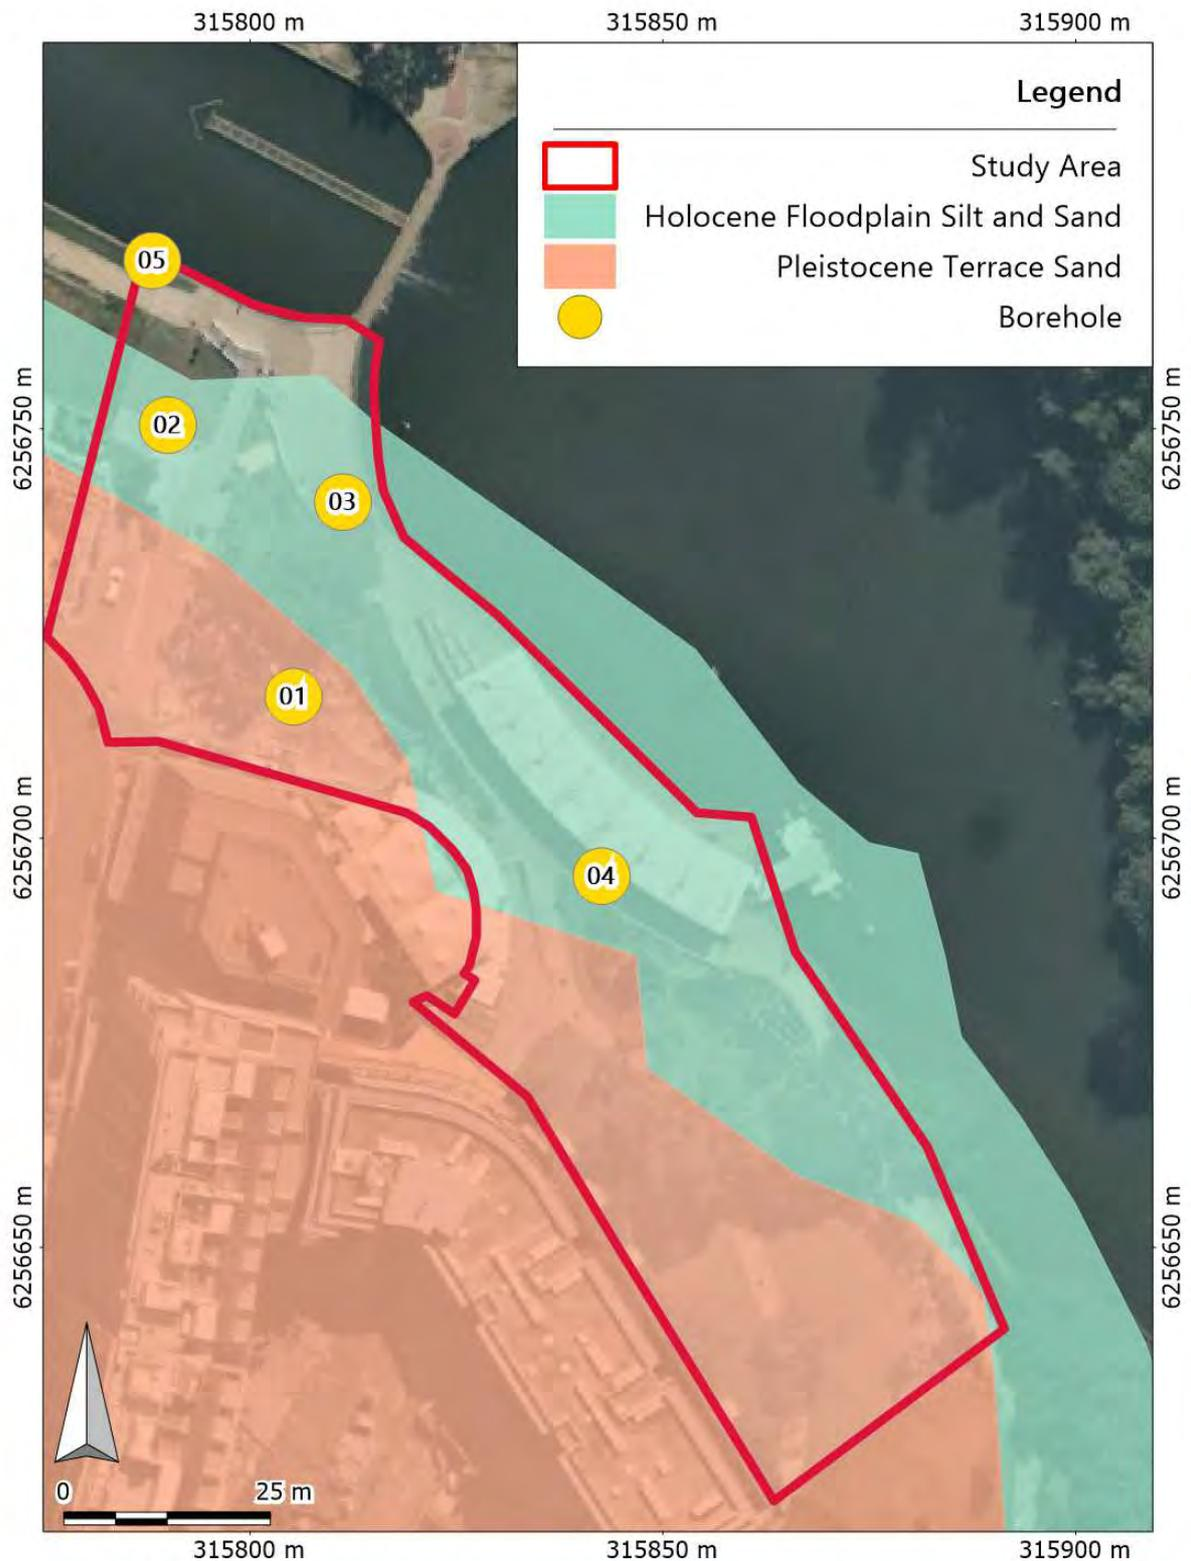 315800 m
315850 m
315900 m
Legend
Study Area
Holocene Floodplain Silt and Sand
Pleistocene Terrace Sand
Borehole
05
02
03
01
04
6256750 m
6256700 m
6256650 m
6256750 m
6256700 m
6256650 m
0
25 m
315800 m
315850 m
315900 m